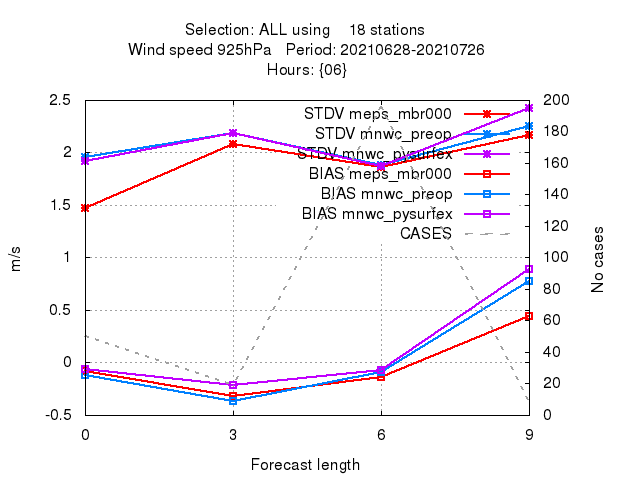 Selection: ALL using 18 stations
Wind speed 925hPa Period: 20210628-20210726
Hours: {06}
2.5
2
1.5
1
0.5
0
-0.5
m/s
STDV meps_mbr000
STDV mnwc_preop
STDV mnwc_pysurfex
BIAS meps_mbr000
BIAS mnwc_preop
BIAS mnwc_pysurfex
CASES
200
180
160
140
120
100
80
60
40
20
0
No cases
0 3 6 9
Forecast length